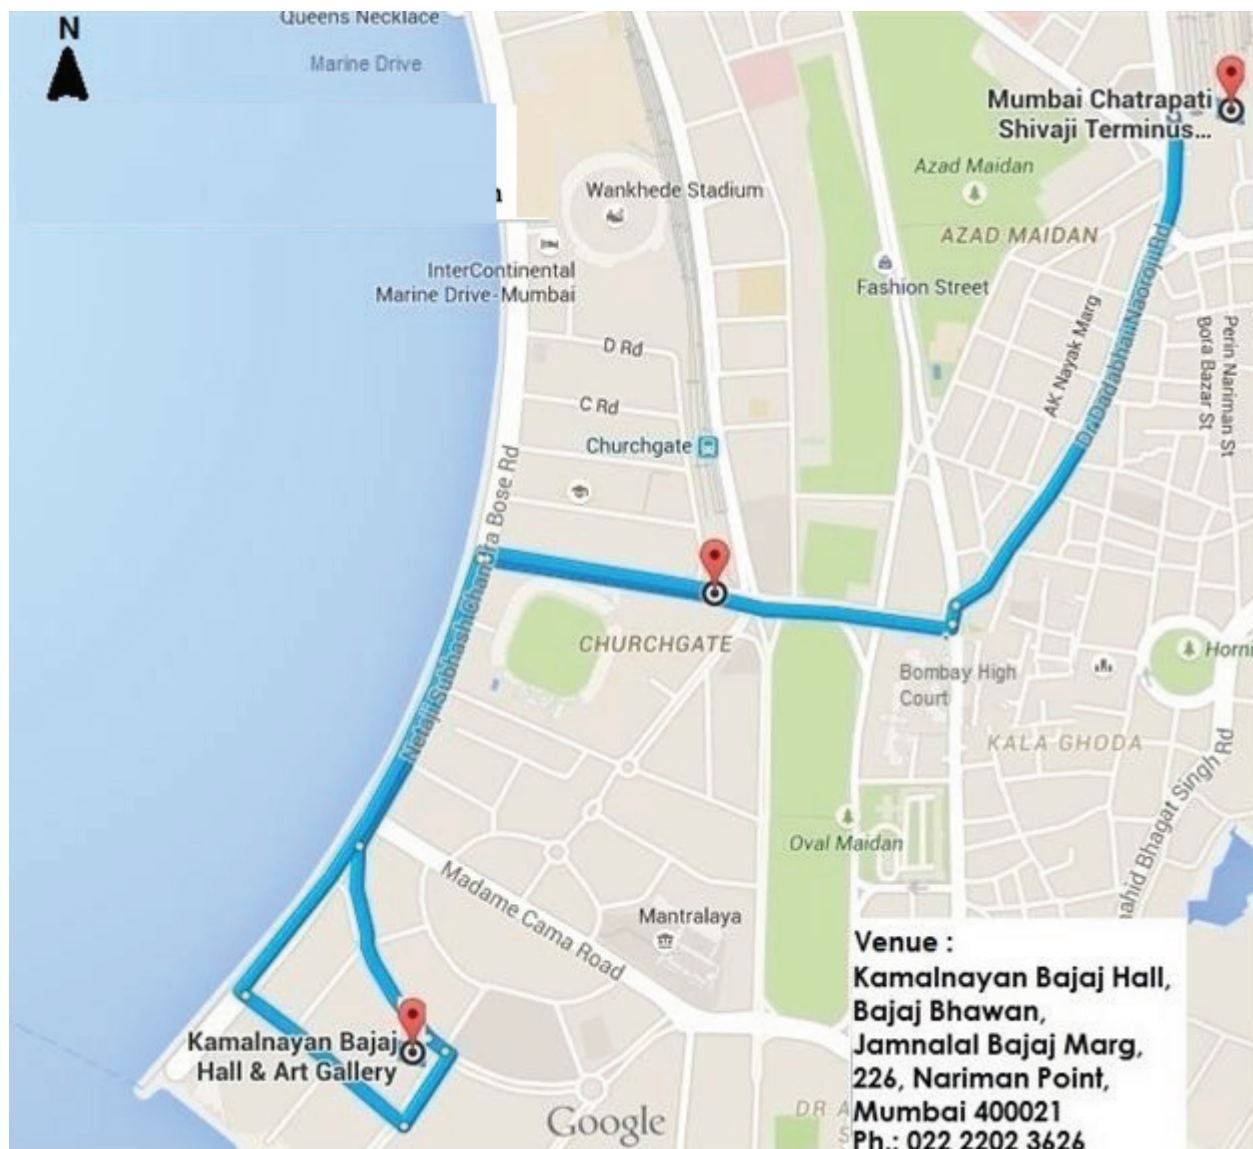 Queens Necklace
N
Marine Drive
Mumbai Chatrapati
Shivaji Terminus...
Azad Maidan
Wankhede Stadium
AZAD MAIDAN
InterContinental
Marine Drive-Mumbai
Fashion Street
D Rd
C Rd
AK Nayak Marg
Dr Dadabhai Naoroji Rd
Perin Nariman St
Bora Bazar St
Churchgate
Netaji Subhash Chandra Bose Rd
CHURCHGATE
Bombay High
Court
Horni
KALA GHODA
Oval Maidan
ahid Bhagat Singh Rd
Madame Cama Road
Mantralaya
Kamalnayan Bajaj
Hall & Art Gallery
Google
DR A
S
Venue :
Kamalnayan Bajaj Hall,
Bajaj Bhawan,
Jamnalal Bajaj Marg,
226, Nariman Point,
Mumbai 400021
Ph.: 022 2202 3626